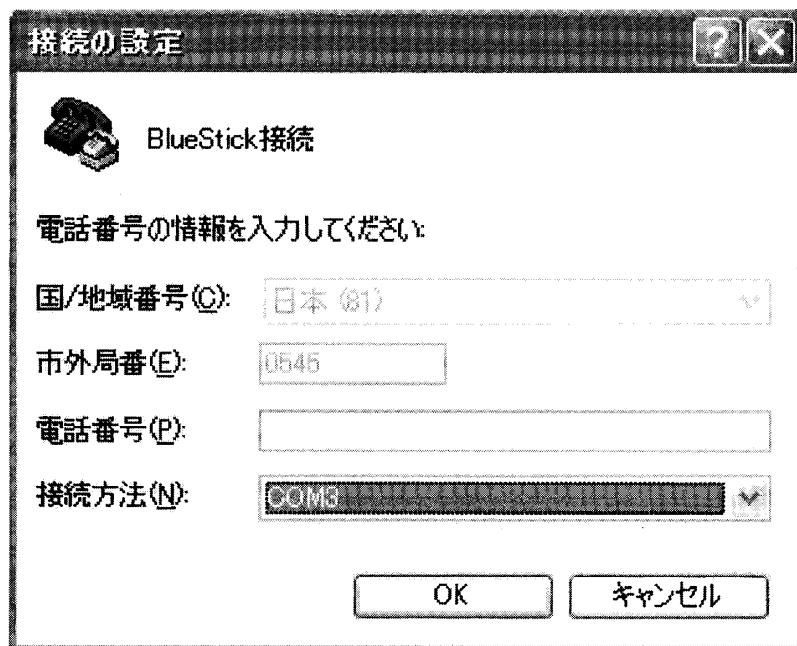 接続の設定
BlueStick接続
電話番号の情報を入力してください:
国/地域番号(C): 日本 (81)
市外局番(E): 0545
電話番号(P):
接続方法(N): COM3
OK キャンセル